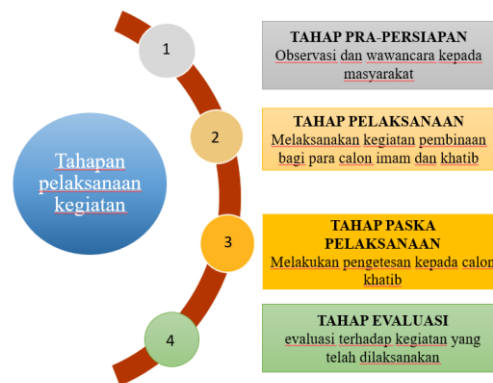 Tahapan
pelaksanaan
kegiatan
1
TAHAP PRA-PERSIAPAN
Observasi dan wawancara kepada
masyarakat
2
TAHAP PELAKSANAAN
Melaksanakan kegiatan pembinaan
bagi para calon imam dan khatib
3
TAHAP PASKA
PELAKSANAAN
Melakukan pengetesan kepada calon
khatib
4
TAHAP EVALUASI
evaluasi terhadap kegiatan yang
telah dilaksanakan